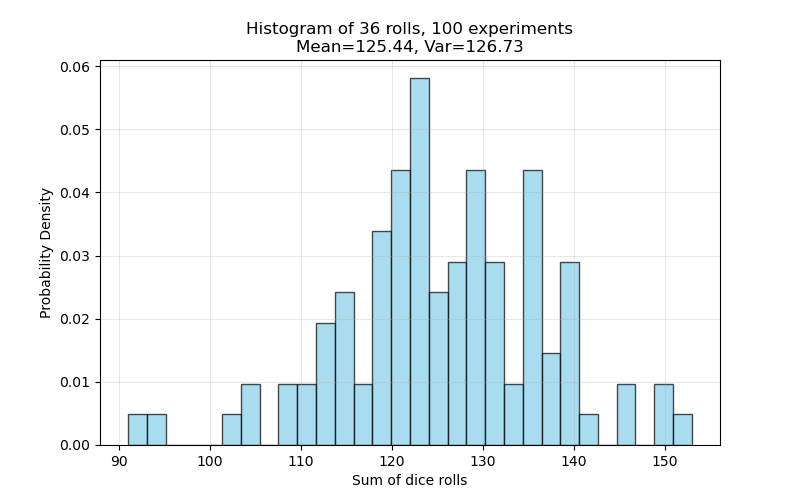 Histogram of 36 rolls, 100 experiments
Mean=125.44, Var=126.73
0.06
0.05
0.04
0.03
0.02
0.01
0.00
Probability Density
90 100 110 120 130 140 150
Sum of dice rolls